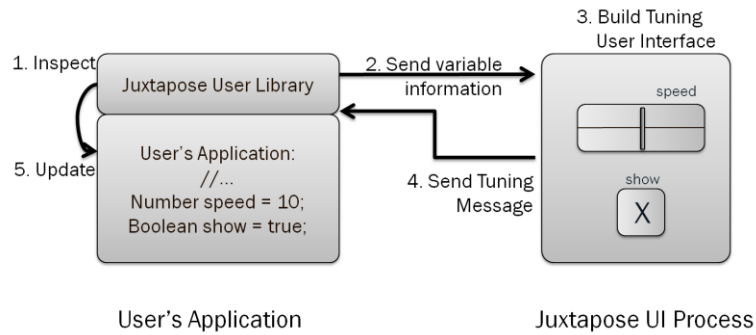 3. Build Tuning
User Interface
1. Inspect
Juxtapose User Library
2. Send variable
information
speed
User's Application:
//...
Number speed = 10;
Boolean show = true;
5. Update
4. Send Tuning
Message
show
X
User's Application
Juxtapose UI Process